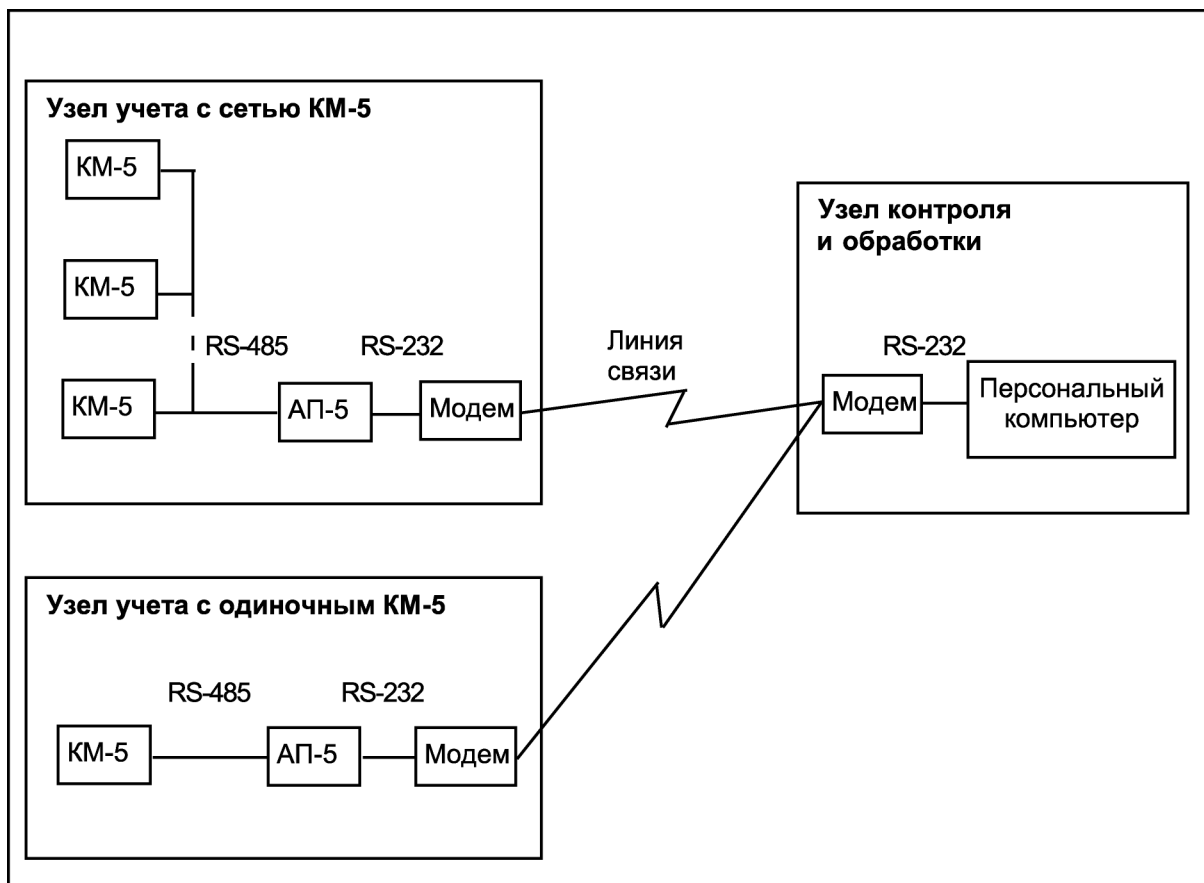 Узел учета с сетью КМ-5
КМ-5
КМ-5
RS-485
RS-232
КМ-5
АП-5
Модем
Линия
связи
Узел контроля
и обработки
RS-232
Модем
Персональный
компьютер
Узел учета с одиночным КМ-5
RS-485
RS-232
КМ-5
АП-5
Модем